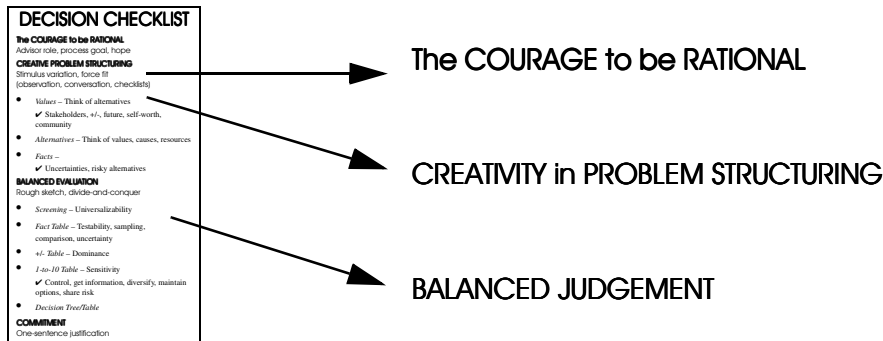 DECISION CHECKLIST
The COURAGE to be RATIONAL
Advisor role, process goal, hope
CREATIVE PROBLEM STRUCTURING
Stimulus variation, force fit
(observation, conversation, checklists)
• Values – Think of alternatives
✔ Stakeholders, +/-, future, self-worth,
community
• Alternatives – Think of values, causes, resources
• Facts –
✔ Uncertainties, risky alternatives
BALANCED EVALUATION
Rough sketch, divide-and-conquer
• Screening – Universalizability
• Fact Table – Testability, sampling,
comparison, uncertainty
• +/- Table – Dominance
• 1-to-10 Table – Sensitivity
✔ Control, get information, diversify, maintain
options, share risk
• Decision Tree/Table
COMMITMENT
One-sentence justification
The COURAGE to be RATIONAL
CREATIVITY in PROBLEM STRUCTURING
BALANCED JUDGEMENT